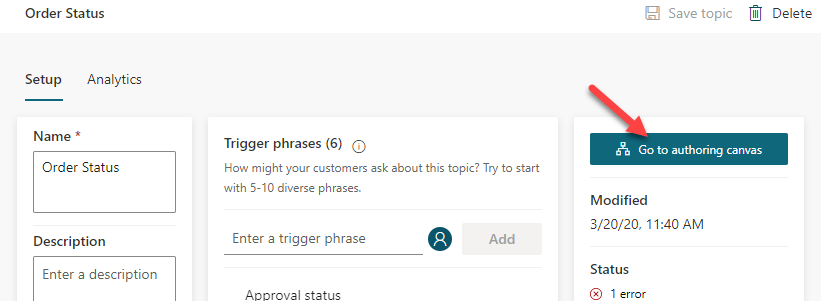 Order Status
Save topic
Delete
Setup
Analytics
Name *
Order Status
Description
Enter a description
Trigger phrases (6)
How might your customers ask about this topic? Try to start
with 5-10 diverse phrases.
Enter a trigger phrase
Add
Approval status
Go to authoring canvas
Modified
3/20/20, 11:40 AM
Status
1 error